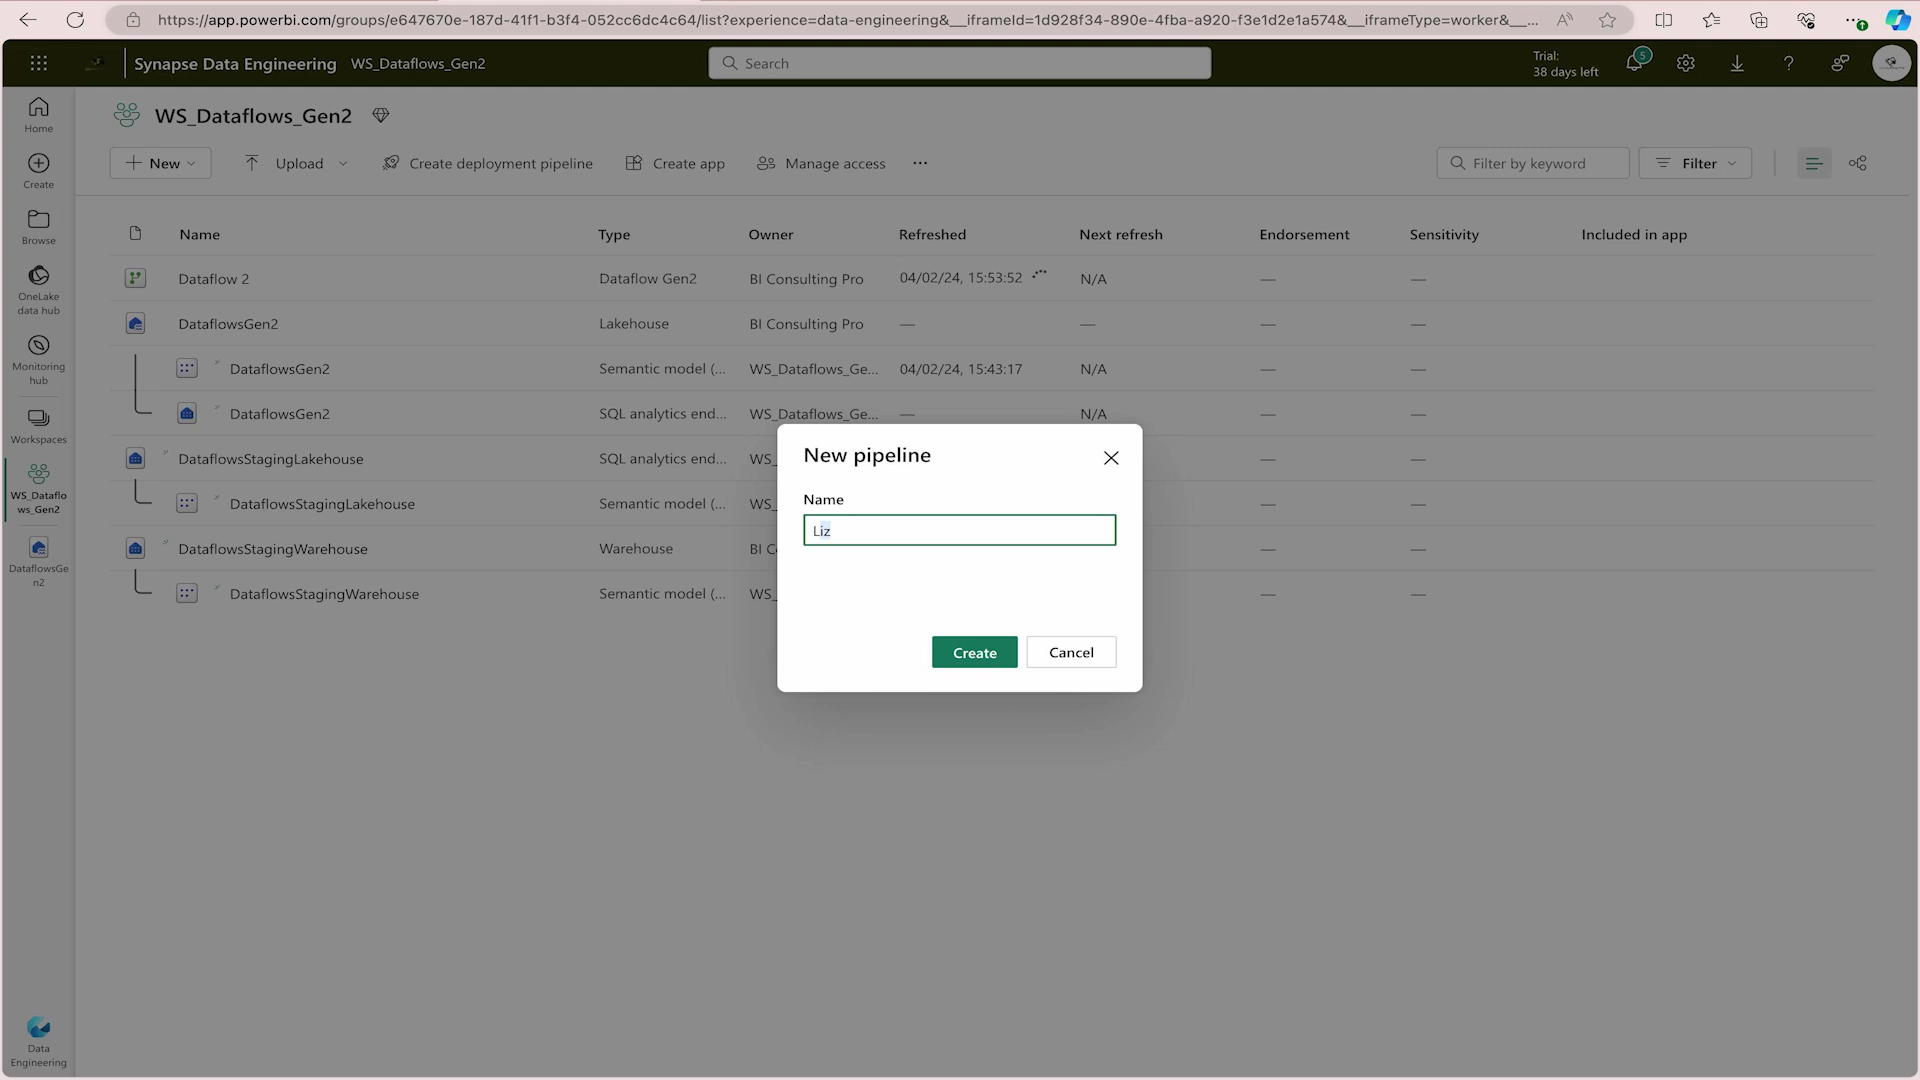 https://app.powerbi.com/groups/e647670e-187d-41f1-b3f4-052cc6dc4c64/list?experience=data-engineering&__iframeId=1d928f34-890e-4fba-a920-f3e1d2e1a574&__iframeType=worker&__...
Synapse Data Engineering WS_Dataflows_Gen2
Search
Trial:
38 days left
5
Home
Create
Browse
OneLake
data hub
Monitoring
hub
Workspaces
WS_Dataflo
ws_Gen2
DataflowsGe
n2
Data
Engineering
WS_Dataflows_Gen2
New Upload Create deployment pipeline Create app Manage access ... Filter by keyword Filter
Name Type Owner Refreshed Next refresh Endorsement Sensitivity Included in app
Dataflow 2 Dataflow Gen2 BI Consulting Pro 04/02/24, 15:53:52 N/A — —
DataflowsGen2 Lakehouse BI Consulting Pro — — — —
DataflowsGen2 Semantic model (... WS_Dataflows_Ge... 04/02/24, 15:43:17 N/A — —
DataflowsGen2 SQL analytics end... WS_Dataflows_Ge... — N/A — —
DataflowsStagingLakehouse SQL analytics end... WS_ — —
DataflowsStagingLakehouse Semantic model (... WS_ — —
DataflowsStagingWarehouse Warehouse BI C — —
DataflowsStagingWarehouse Semantic model (... WS_ — —
New pipeline
Name
Liz
Create Cancel